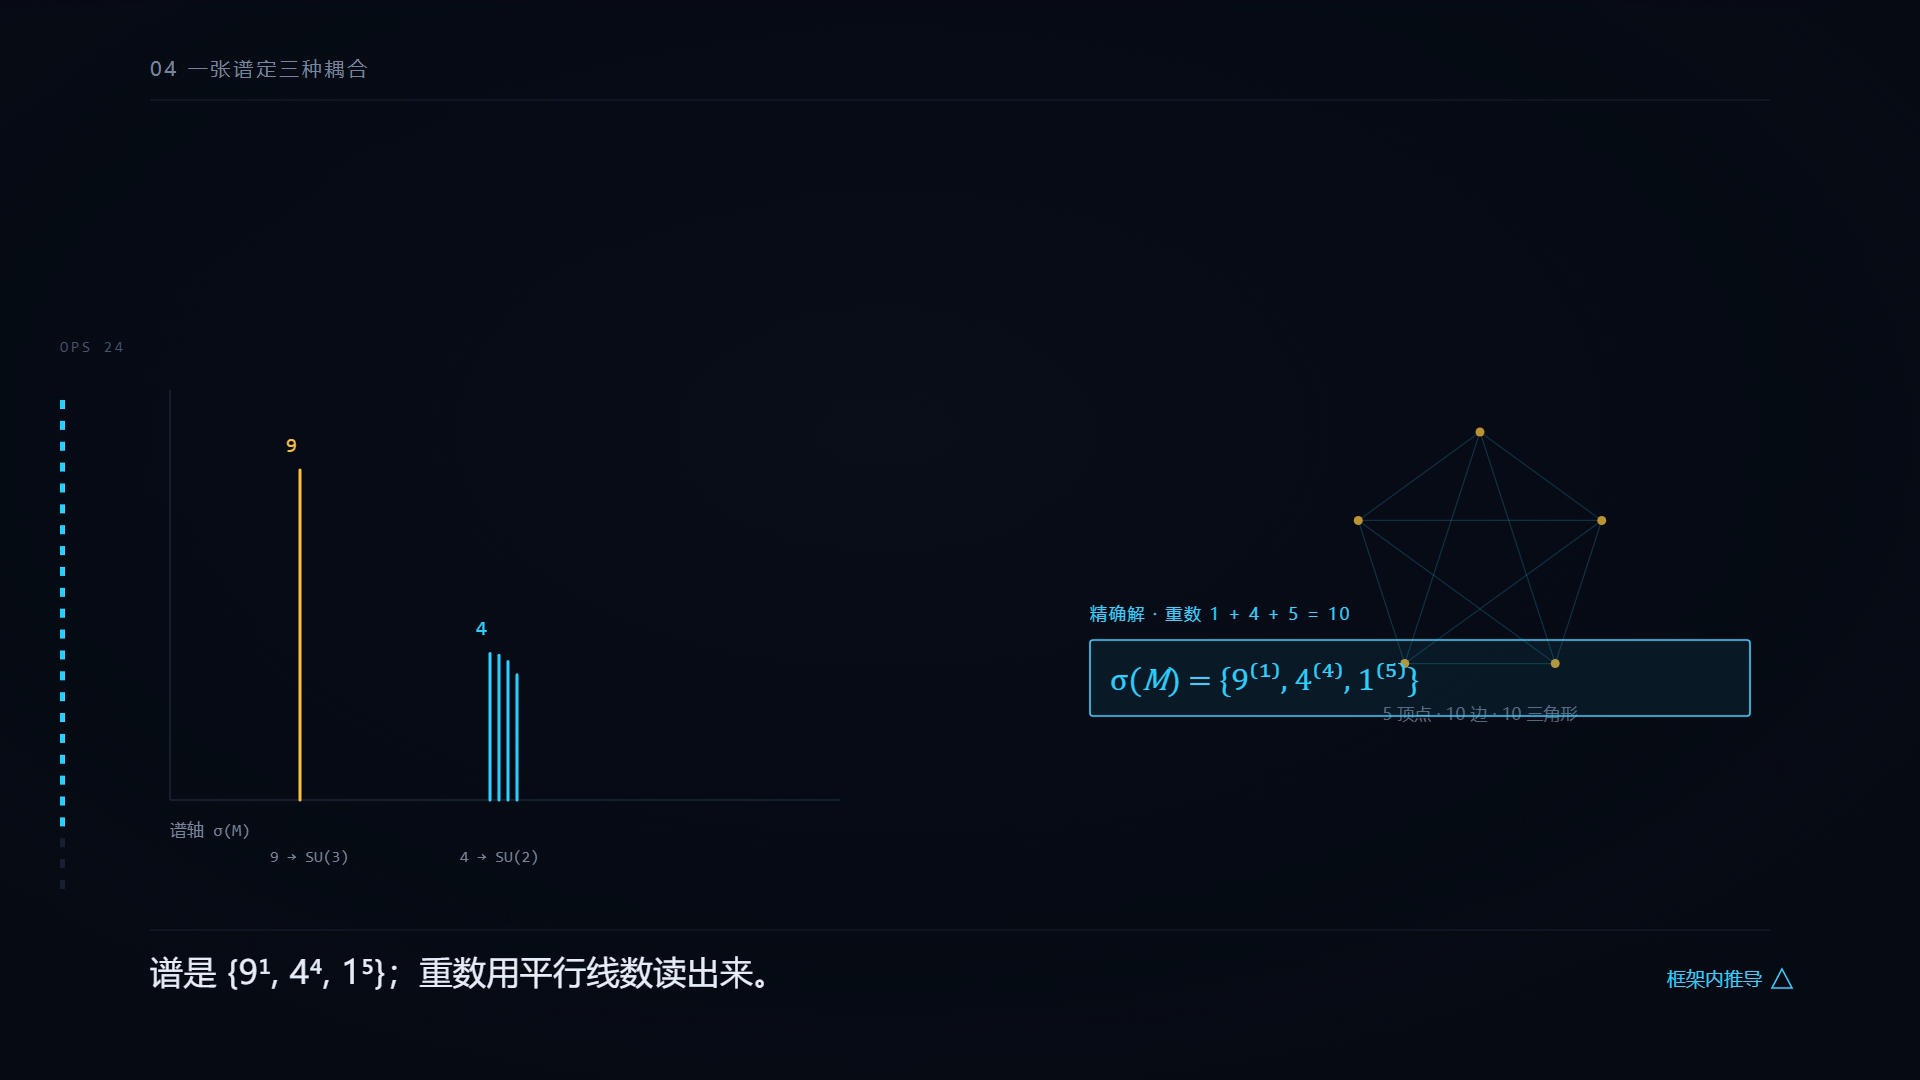 04 一张谱定三种耦合
OPS 24
9
4
精确解 · 重数 1 + 4 + 5 = 10
σ(M) = {9⁽¹⁾, 4⁽⁴⁾, 1⁽⁵⁾}
5 顶点 · 10 边 · 10 三角形
谱轴 σ(M)
9 → SU(3)
4 → SU(2)
谱是 {9¹, 4⁴, 1⁵}；重数用平行线数读出来。
框架内推导 △